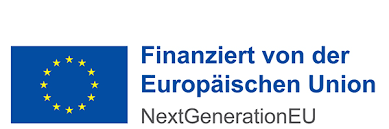 Finanziert von der
Europäischen Union
NextGenerationEU